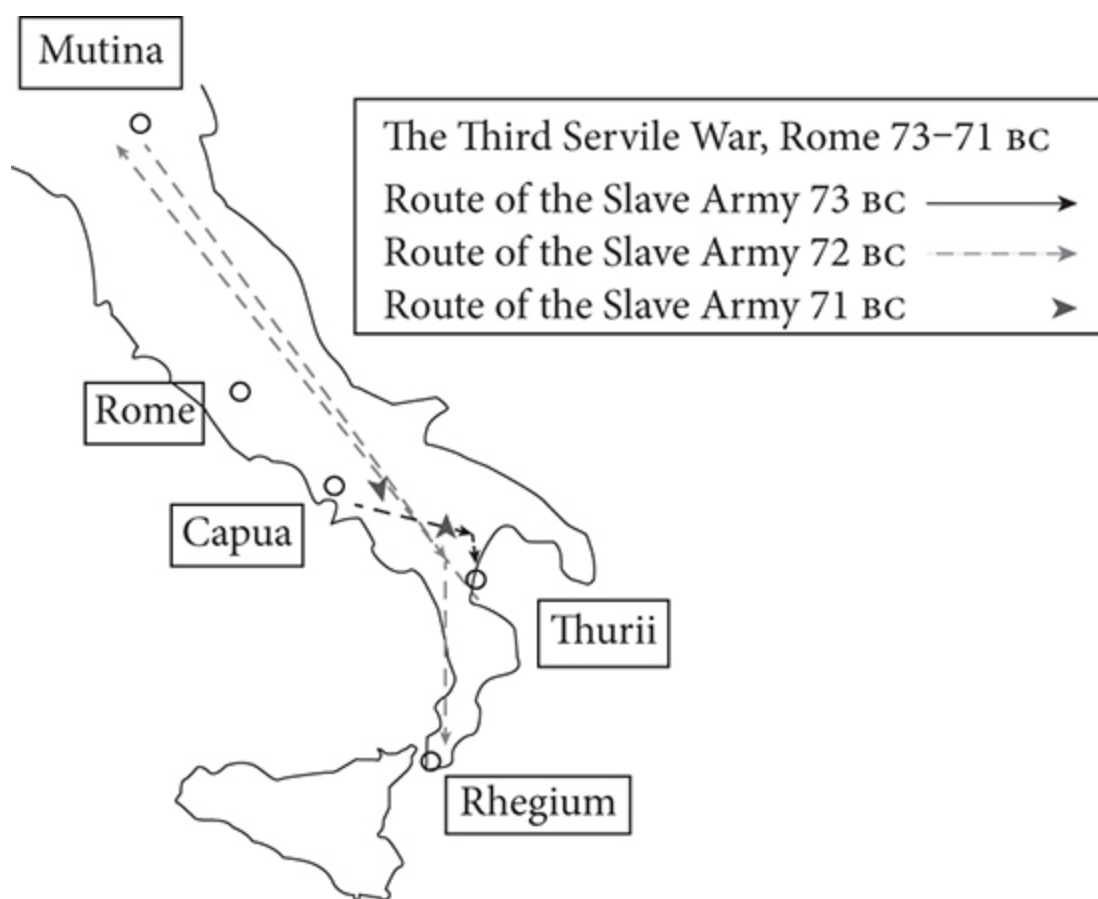 Mutina
The Third Servile War, Rome 73–71 BC
Route of the Slave Army 73 BC
Route of the Slave Army 72 BC
Route of the Slave Army 71 BC
Rome
Capua
Thurii
Rhegium